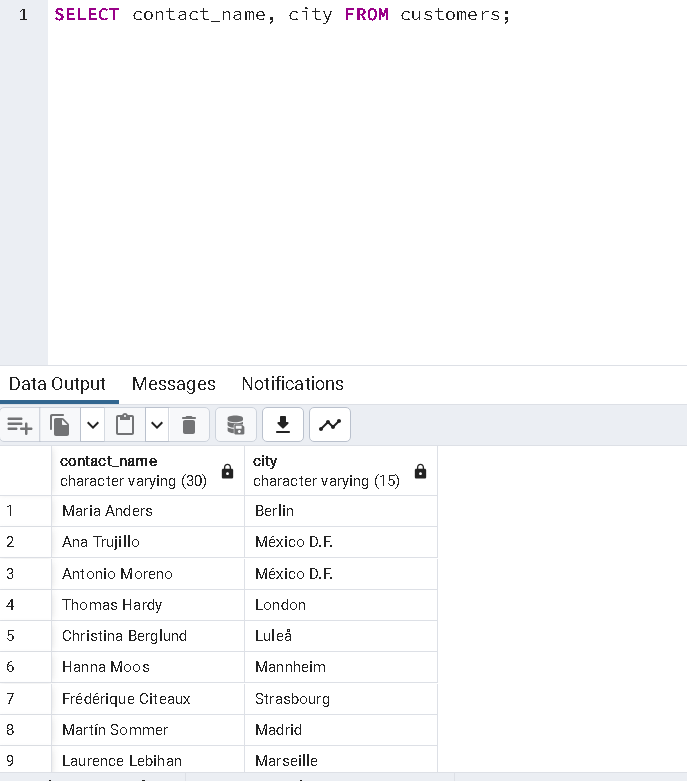 1 SELECT contact_name, city FROM customers;
Data Output Messages Notifications
contact_name city
character varying (30) character varying (15)
1 Maria Anders Berlin
2 Ana Trujillo México D.F.
3 Antonio Moreno México D.F.
4 Thomas Hardy London
5 Christina Berglund Luleå
6 Hanna Moos Mannheim
7 Frédérique Citeaux Strasbourg
8 Martín Sommer Madrid
9 Laurence Lebihan Marseille